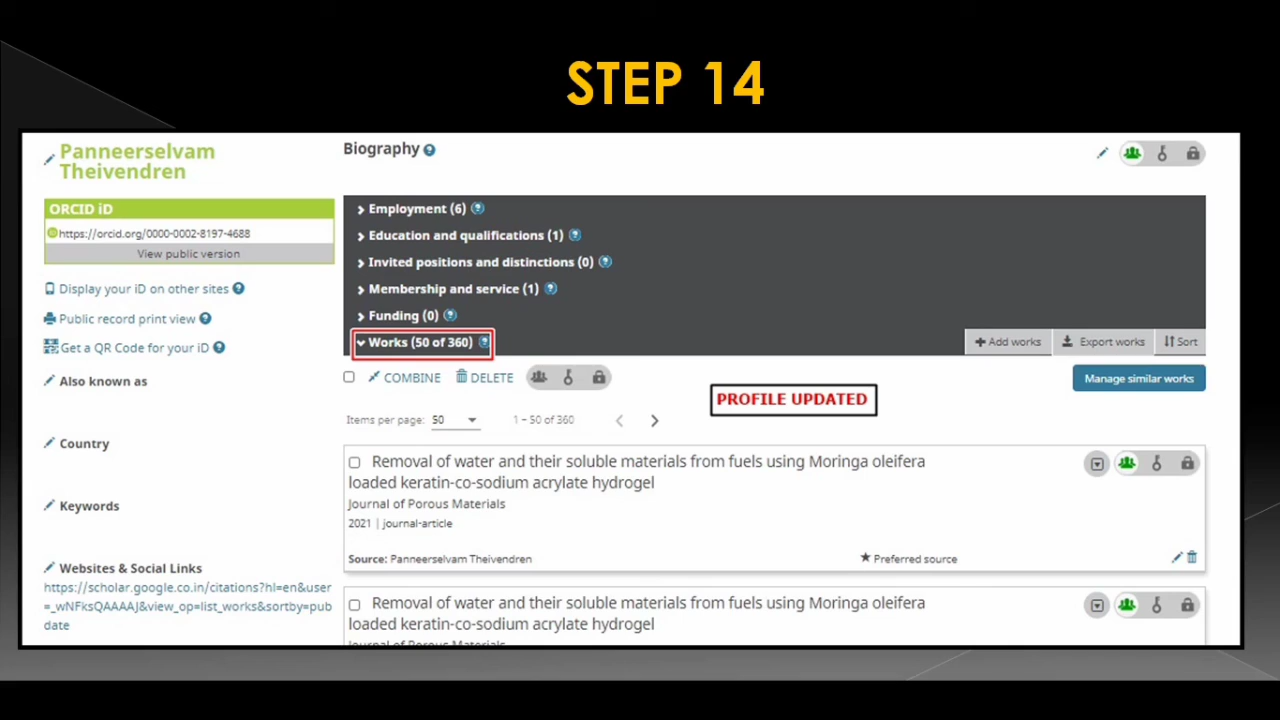 STEP 14
Panneerselvam
Theivendren
ORCID iD
https://orcid.org/0000-0002-8197-4688
View public version
Display your iD on other sites
Public record print view
Get a QR Code for your iD
Also known as
Country
Keywords
Websites & Social Links
https://scholar.google.co.in/citations?hl=en&user
=_wNFksQAAAAJ&view_op=list_works&sortby=pub
date
Biography
Employment (6)
Education and qualifications (1)
Invited positions and distinctions (0)
Membership and service (1)
Funding (0)
Works (50 of 360)
Add works
Export works
Sort
COMBINE
DELETE
Manage similar works
PROFILE UPDATED
Items per page: 50
1 – 50 of 360
Removal of water and their soluble materials from fuels using Moringa oleifera
loaded keratin-co-sodium acrylate hydrogel
Journal of Porous Materials
2021 | journal-article
Source: Panneerselvam Theivendren
★ Preferred source
Removal of water and their soluble materials from fuels using Moringa oleifera
loaded keratin-co-sodium acrylate hydrogel
Journal of Porous Materials